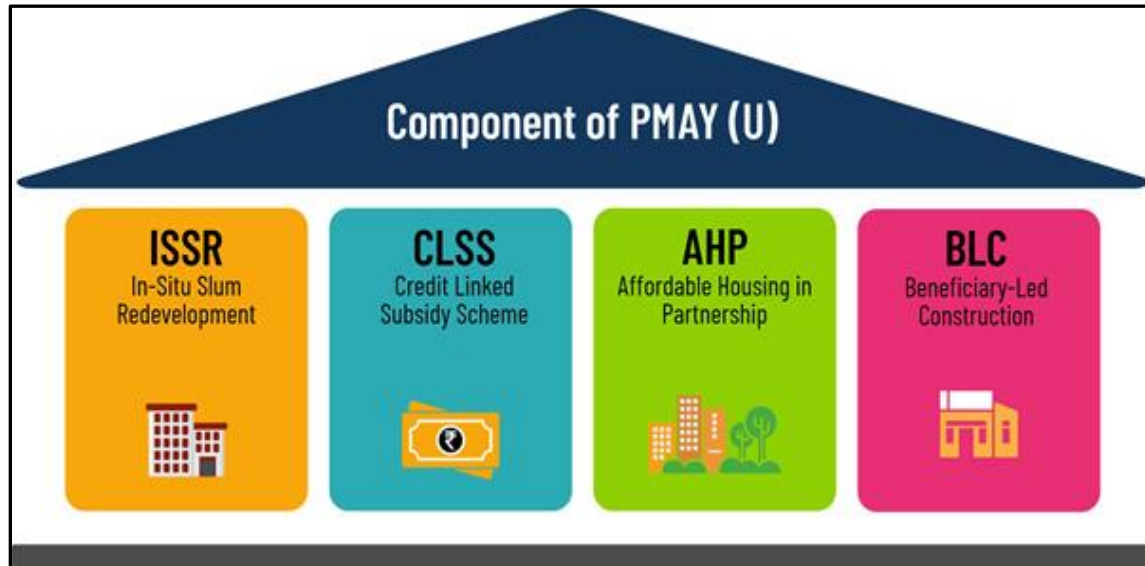 Component of PMAY (U)
ISSR
In-Situ Slum
Redevelopment
CLSS
Credit Linked
Subsidy Scheme
AHP
Affordable Housing in
Partnership
BLC
Beneficiary-Led
Construction
₹